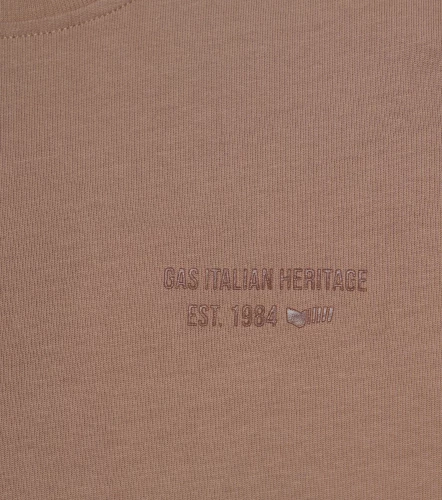 GAS ITALIAN HERITAGE
EST. 1984